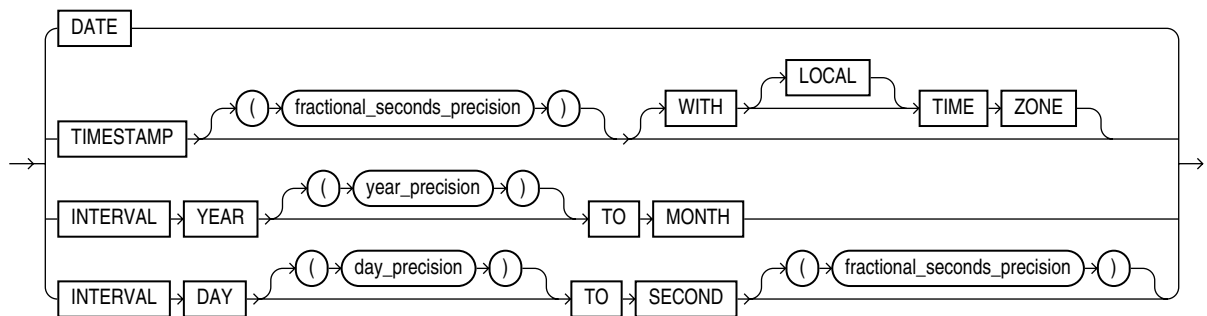 DATE
TIMESTAMP ( fractional_seconds_precision ) WITH LOCAL TIME ZONE
INTERVAL YEAR ( year_precision ) TO MONTH
INTERVAL DAY ( day_precision ) TO SECOND ( fractional_seconds_precision )